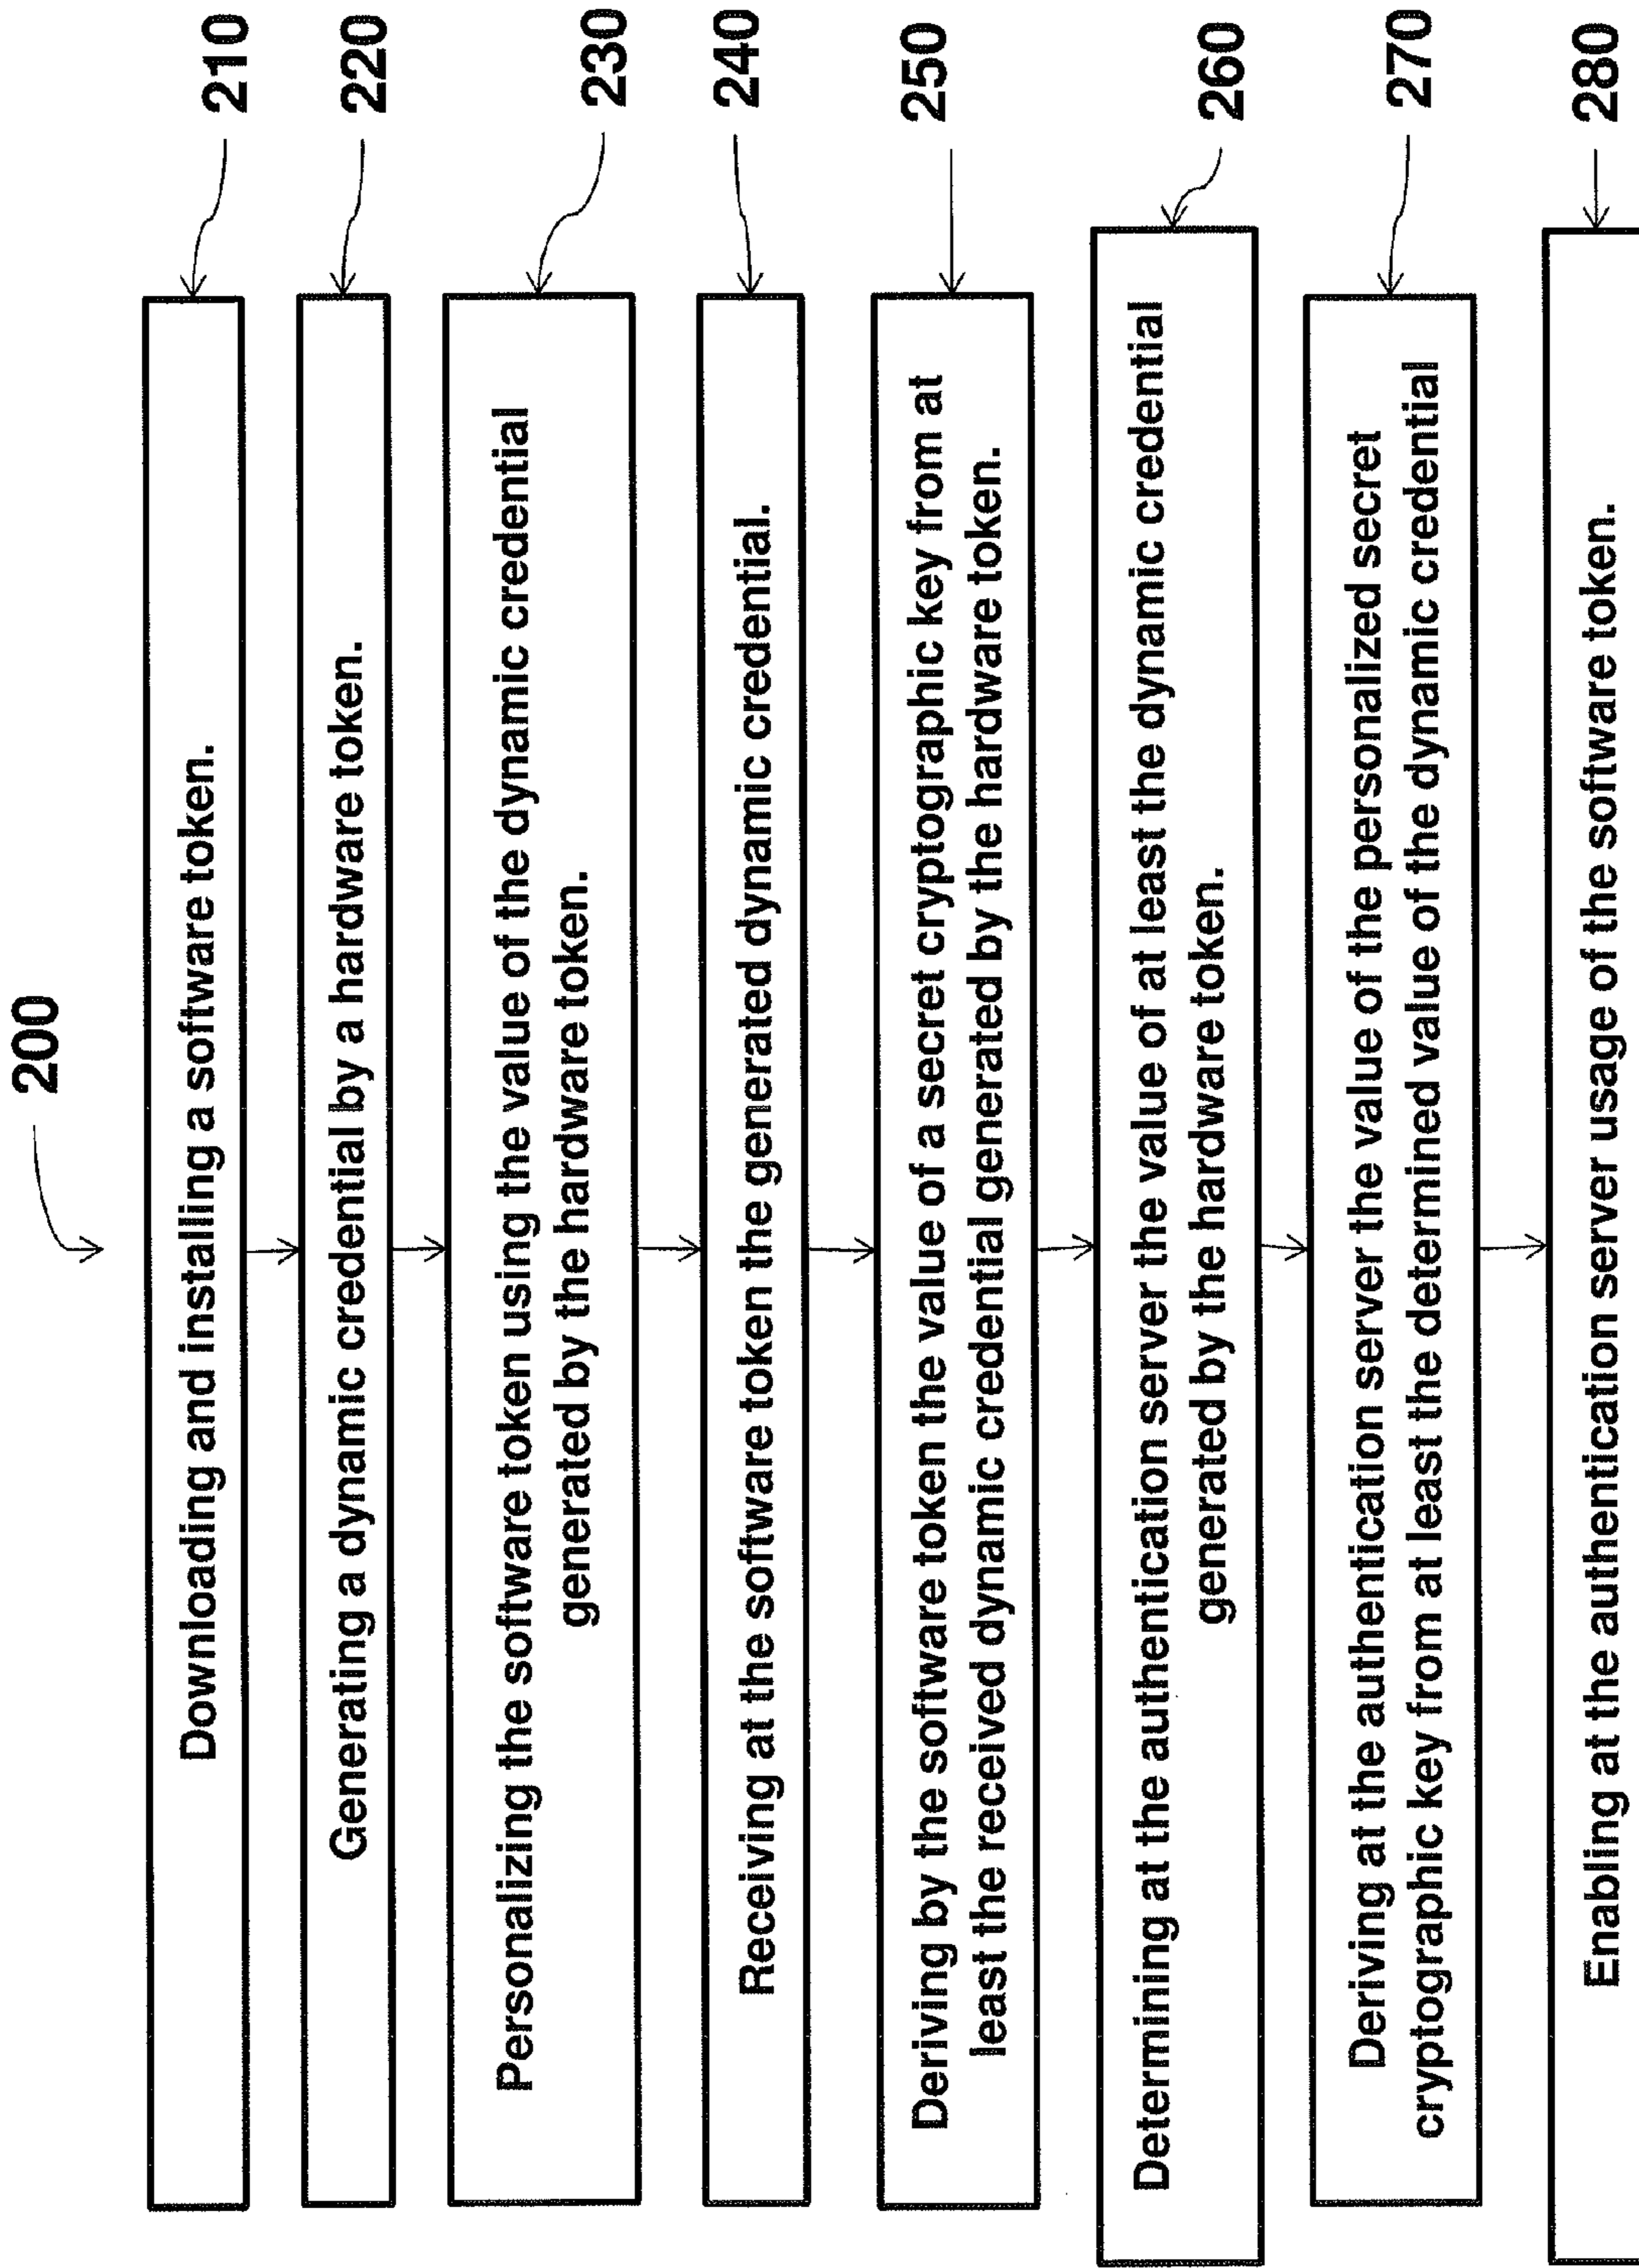 200
Downloading and installing a software token.
210
Generating a dynamic credential by a hardware token.
220
Personalizing the software token using the value of the dynamic credential
generated by the hardware token.
230
Receiving at the software token the generated dynamic credential.
240
Deriving by the software token the value of a secret cryptographic key from at
least the received dynamic credential generated by the hardware token.
250
Determining at the authentication server the value of at least the dynamic credential
generated by the hardware token.
260
Deriving at the authentication server the value of the personalized secret
cryptographic key from at least the determined value of the dynamic credential
270
Enabling at the authentication server usage of the software token.
280